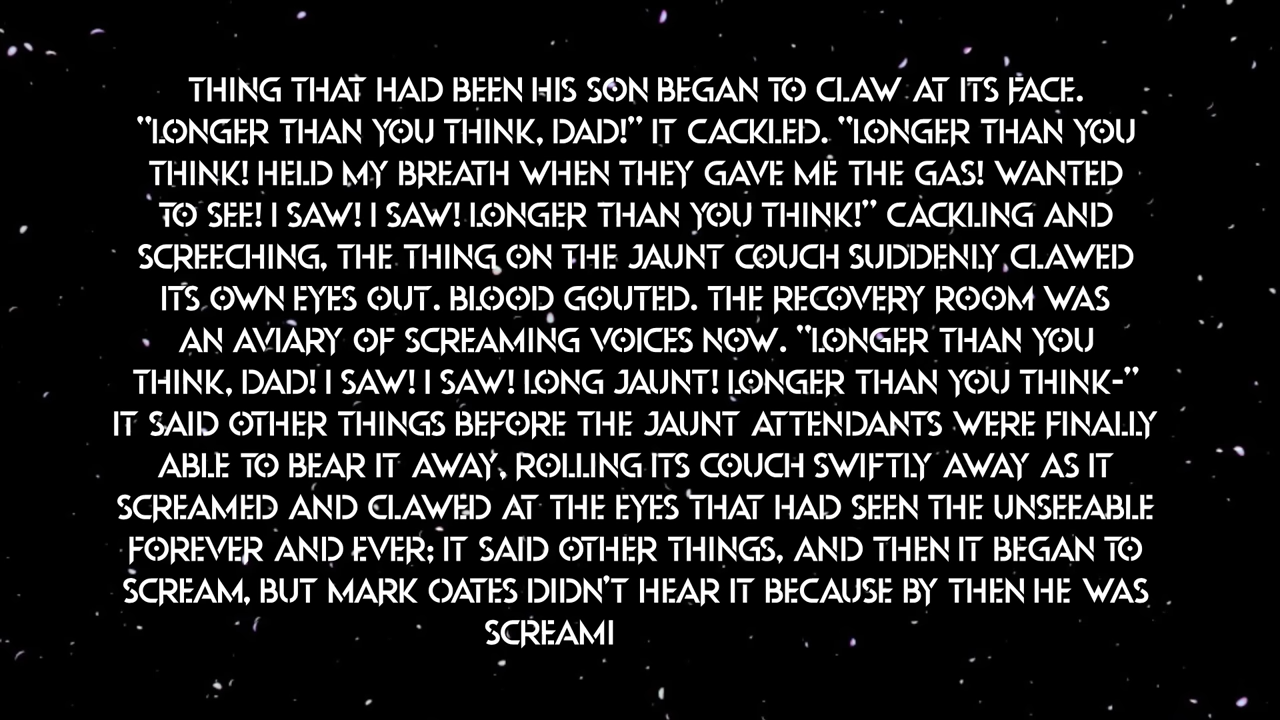 THING THAT HAD BEEN HIS SON BEGAN TO CLAW AT ITS FACE.
"LONGER THAN YOU THINK, DAD!" IT CACKLED. "LONGER THAN YOU
THINK! HELD MY BREATH WHEN THEY GAVE ME THE GAS! WANTED
TO SEE! I SAW! I SAW! LONGER THAN YOU THINK!" CACKLING AND
SCREECHING, THE THING ON THE JAUNT COUCH SUDDENLY CLAWED
ITS OWN EYES OUT. BLOOD GOUTED. THE RECOVERY ROOM WAS
AN AVIARY OF SCREAMING VOICES NOW. "LONGER THAN YOU
THINK, DAD! I SAW! I SAW! LONG JAUNT! LONGER THAN YOU THINK-"
IT SAID OTHER THINGS BEFORE THE JAUNT ATTENDANTS WERE FINALLY
ABLE TO BEAR IT AWAY, ROLLING ITS COUCH SWIFTLY AWAY AS IT
SCREAMED AND CLAWED AT THE EYES THAT HAD SEEN THE UNSEEABLE
FOREVER AND EVER; IT SAID OTHER THINGS, AND THEN IT BEGAN TO
SCREAM, BUT MARK OATES DIDN'T HEAR IT BECAUSE BY THEN HE WAS
SCREAMI